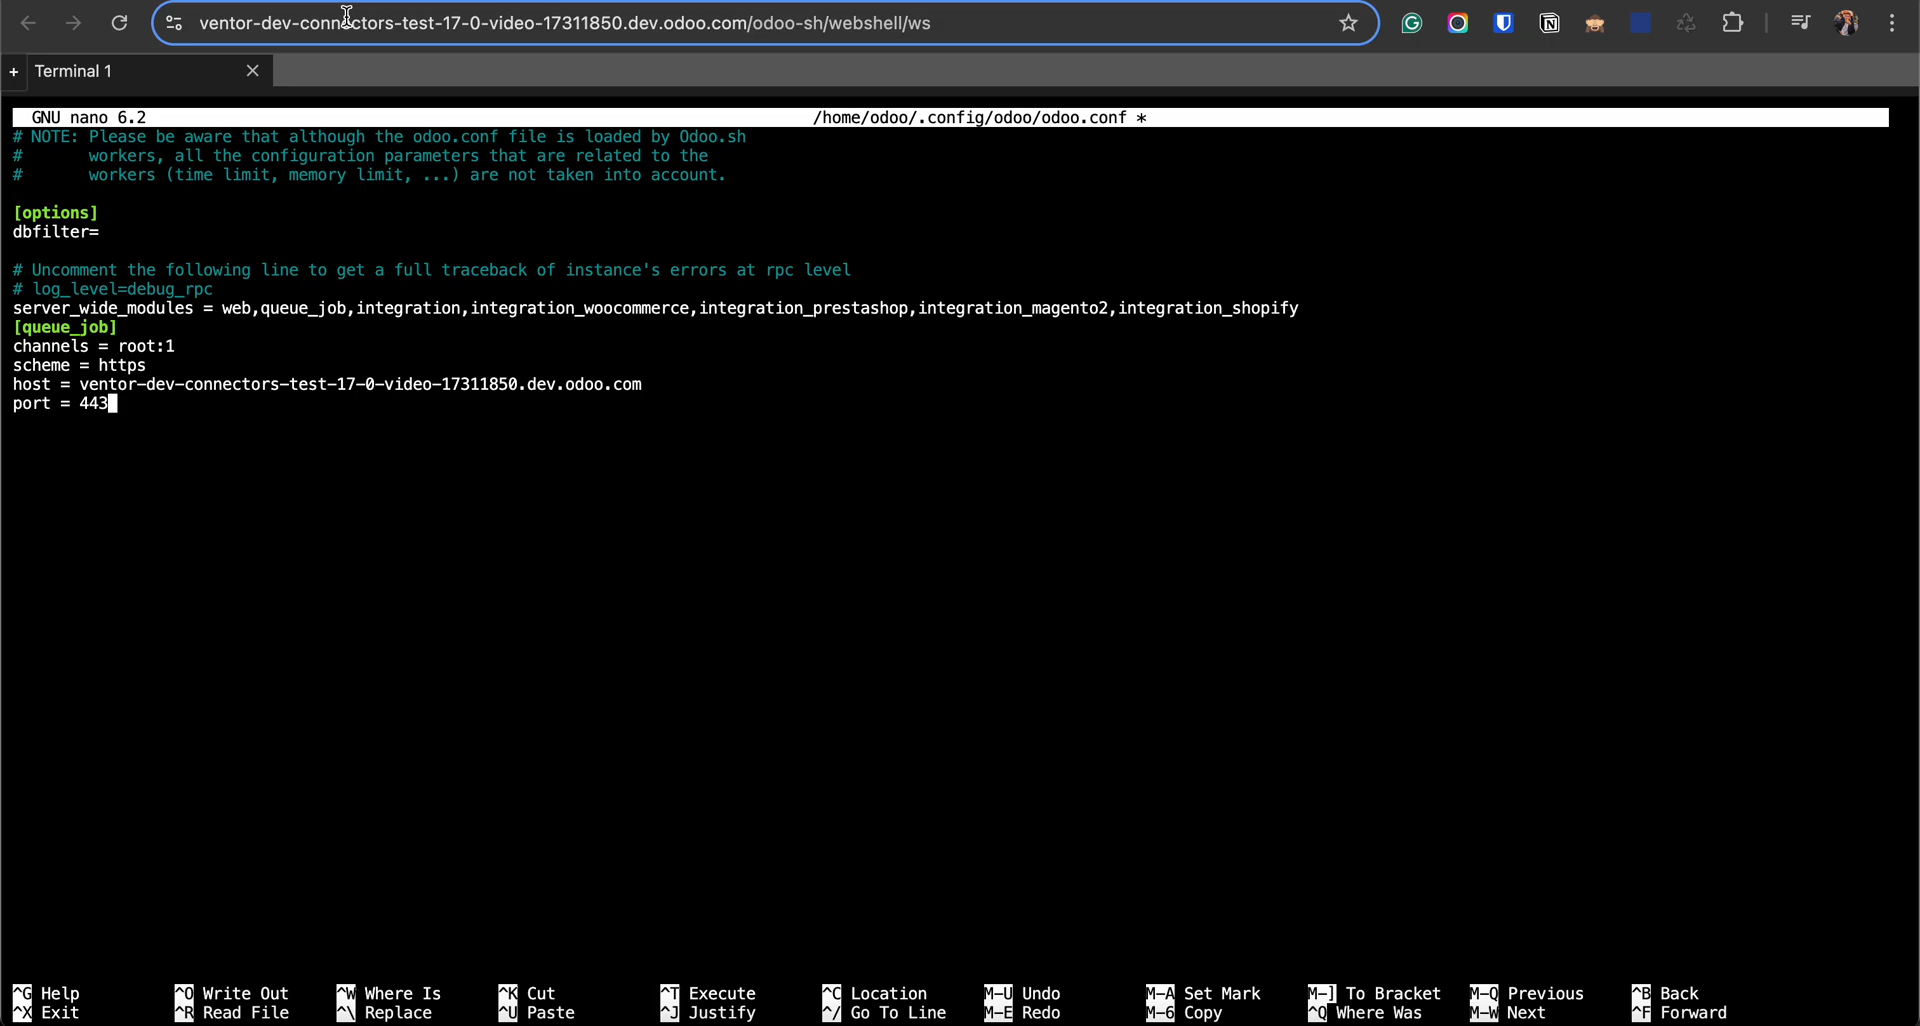 ventor-dev-connectors-test-17-0-video-17311850.dev.odoo.com/odoo-sh/webshell/ws
+ Terminal 1
GNU nano 6.2 /home/odoo/.config/odoo/odoo.conf *
# NOTE: Please be aware that although the odoo.conf file is loaded by Odoo.sh
# workers, all the configuration parameters that are related to the
# workers (time limit, memory limit, ...) are not taken into account.
[options]
dbfilter=
# Uncomment the following line to get a full traceback of instance's errors at rpc level
# log_level=debug_rpc
server_wide_modules = web,queue_job,integration,integration_woocommerce,integration_prestashop,integration_magento2,integration_shopify
[queue_job]
channels = root:1
scheme = https
host = ventor-dev-connectors-test-17-0-video-17311850.dev.odoo.com
port = 443
^G Help ^O Write Out ^W Where Is ^K Cut ^T Execute ^C Location M-U Undo M-A Set Mark M-] To Bracket M-Q Previous ^B Back
^X Exit ^R Read File ^\ Replace ^U Paste ^J Justify ^/ Go To Line M-E Redo M-6 Copy ^Q Where Was M-W Next ^F Forward